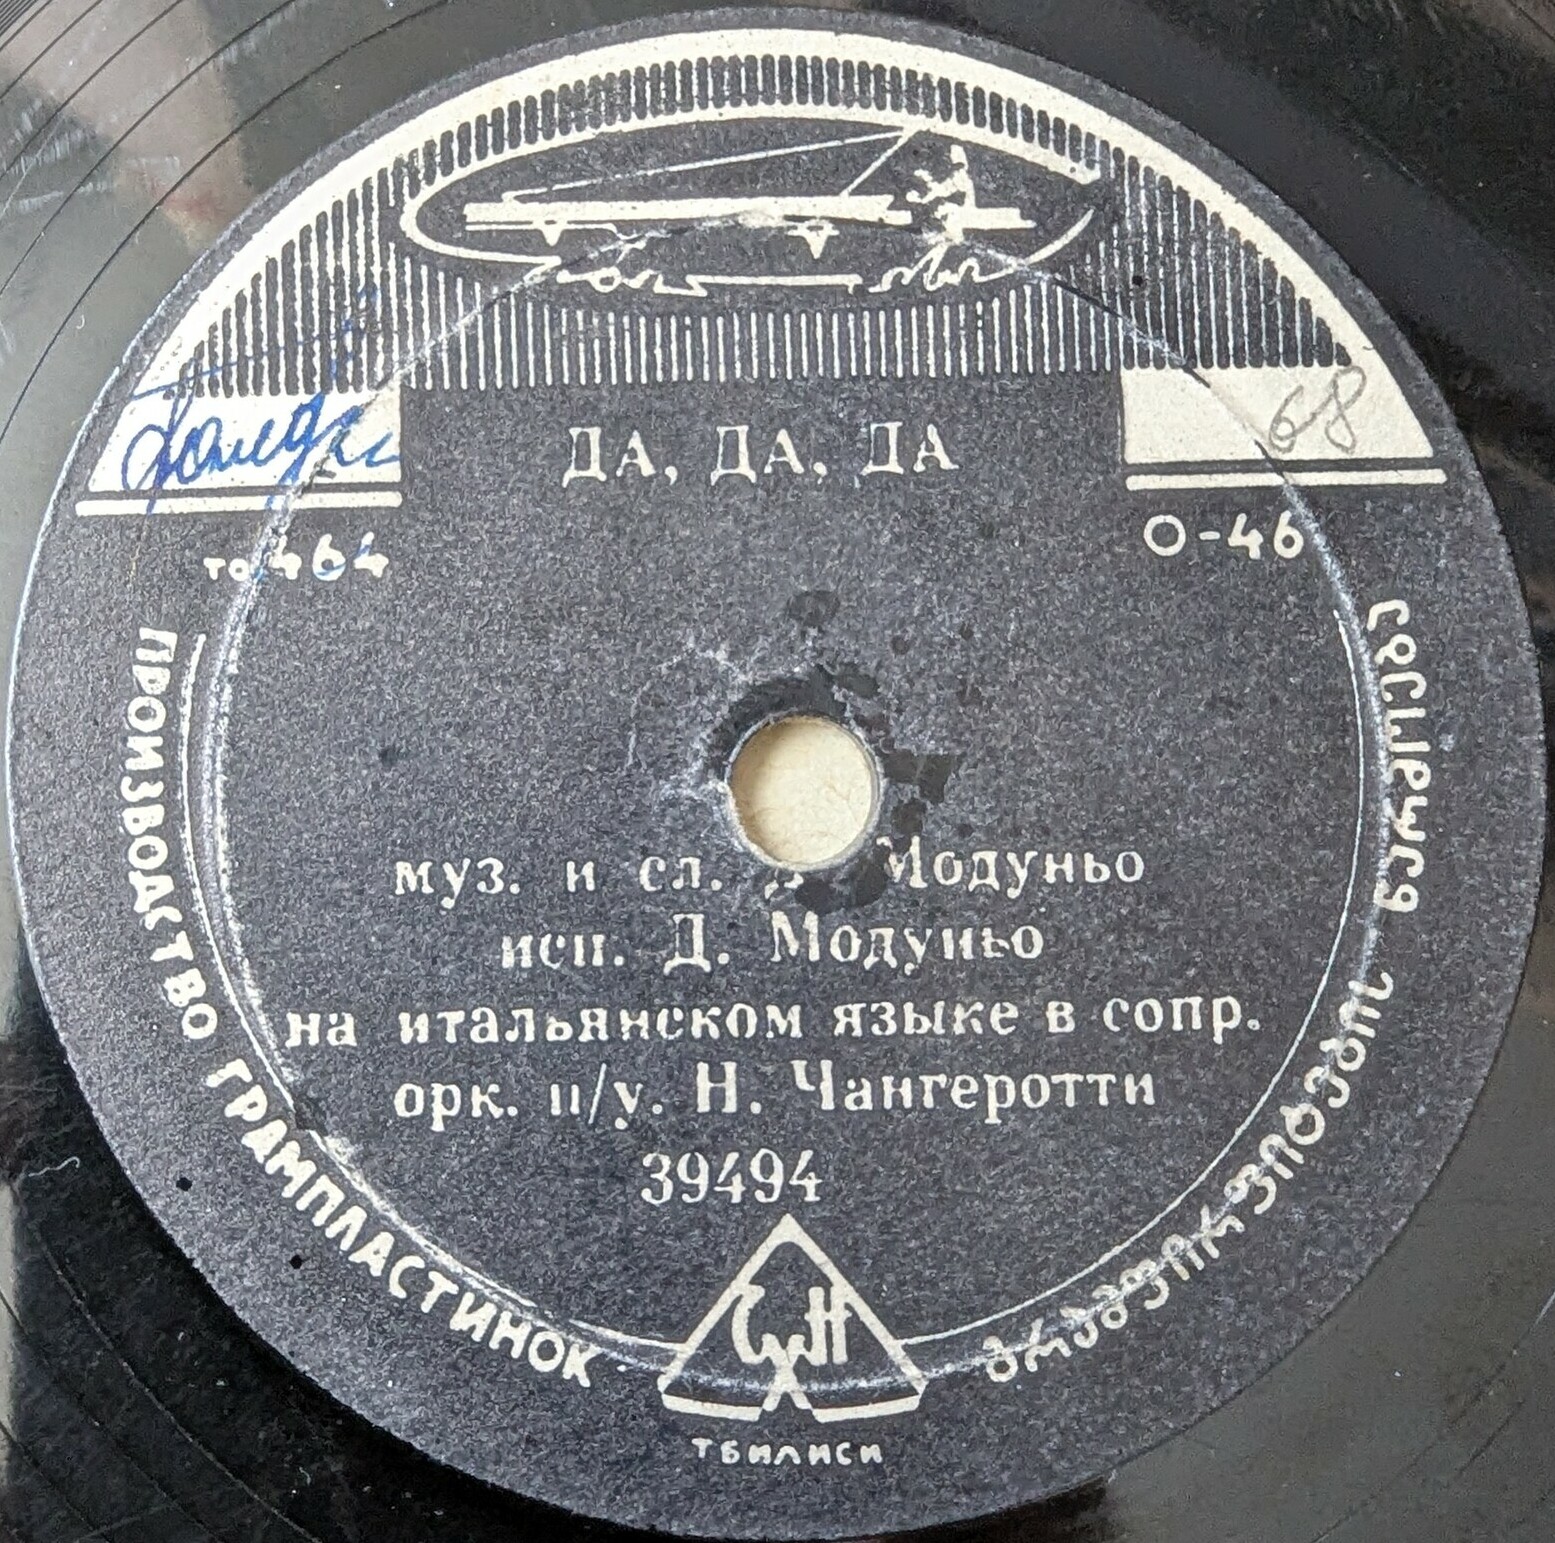 68
ДА, ДА, ДА
то 464
О-46
муз. и сл. Модуньо
исп. Д. Модуньо
на итальянском языке в сопр.
орк. п/у. Н. Чангеротти
39494
ПРОИЗВОДСТВО ГРАМПЛАСТИНОК
ТБИЛИСИ